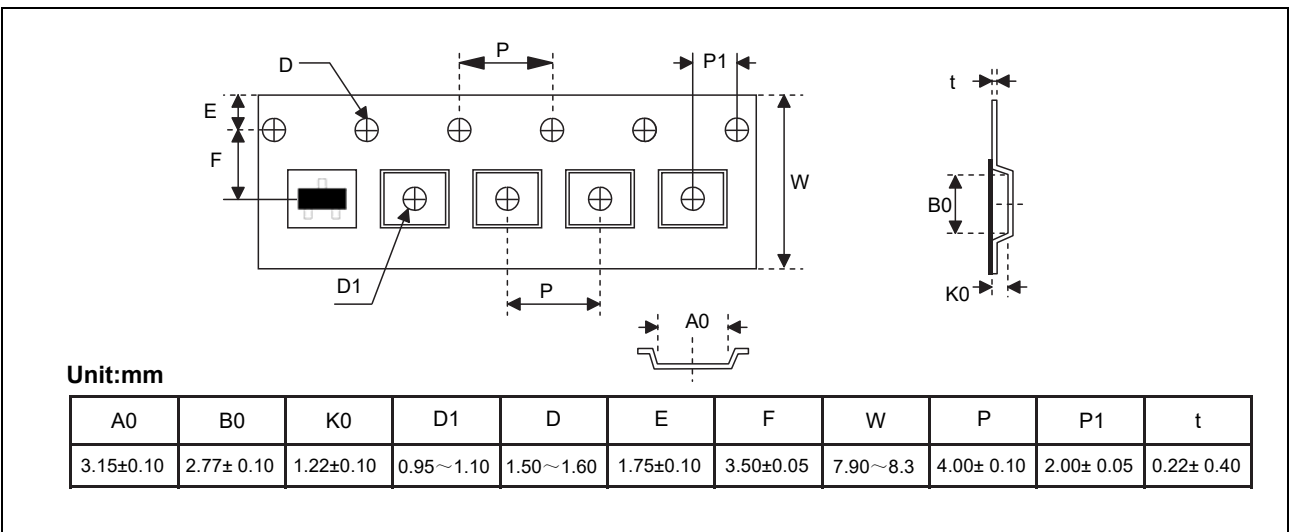 P
P1
D
t
E
F
W
B0
D1
P
K0
A0
Unit:mm
A0 B0 K0 D1 D E F W P P1 t
3.15±0.10 2.77± 0.10 1.22±0.10 0.95～1.10 1.50～1.60 1.75±0.10 3.50±0.05 7.90～8.3 4.00± 0.10 2.00± 0.05 0.22± 0.40